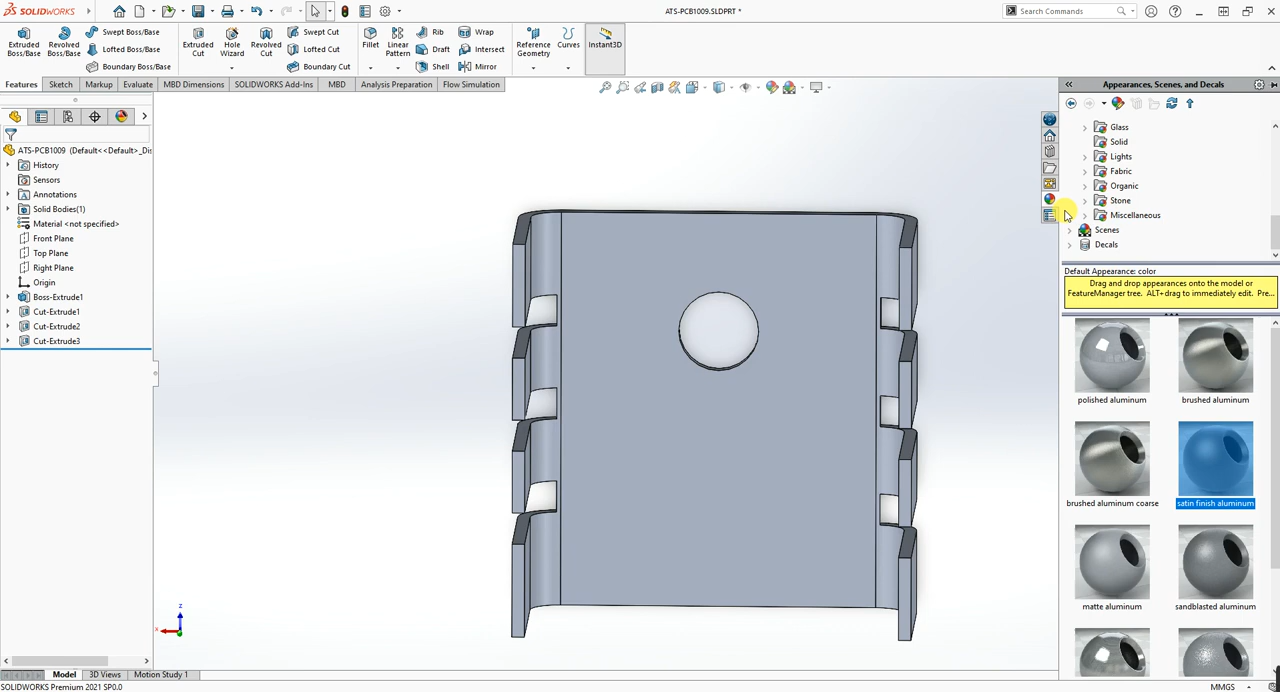 SOLIDWORKS
ATS-PCB1009.SLDPRT *
Search Commands
Extruded Boss/Base
Revolved Boss/Base
Swept Boss/Base
Lofted Boss/Base
Boundary Boss/Base
Extruded Cut
Hole Wizard
Revolved Cut
Swept Cut
Lofted Cut
Boundary Cut
Fillet
Linear Pattern
Rib
Draft
Shell
Wrap
Intersect
Mirror
Reference Geometry
Curves
Instant3D
Features
Sketch
Markup
Evaluate
MBD Dimensions
SOLIDWORKS Add-Ins
MBD
Analysis Preparation
Flow Simulation
ATS-PCB1009 (Default<<Default>_Dis
History
Sensors
Annotations
Solid Bodies(1)
Material <not specified>
Front Plane
Top Plane
Right Plane
Origin
Boss-Extrude1
Cut-Extrude1
Cut-Extrude2
Cut-Extrude3
z
x
Appearances, Scenes, and Decals
Glass
Solid
Lights
Fabric
Organic
Stone
Miscellaneous
Scenes
Decals
Default Appearance: color
Drag and drop appearances onto the model or
FeatureManager tree. ALT+drag to immediately edit. Pre...
polished aluminum
brushed aluminum
brushed aluminum coarse
satin finish aluminum
matte aluminum
sandblasted aluminum
Model
3D Views
Motion Study 1
SOLIDWORKS Premium 2021 SP0.0
MMGS